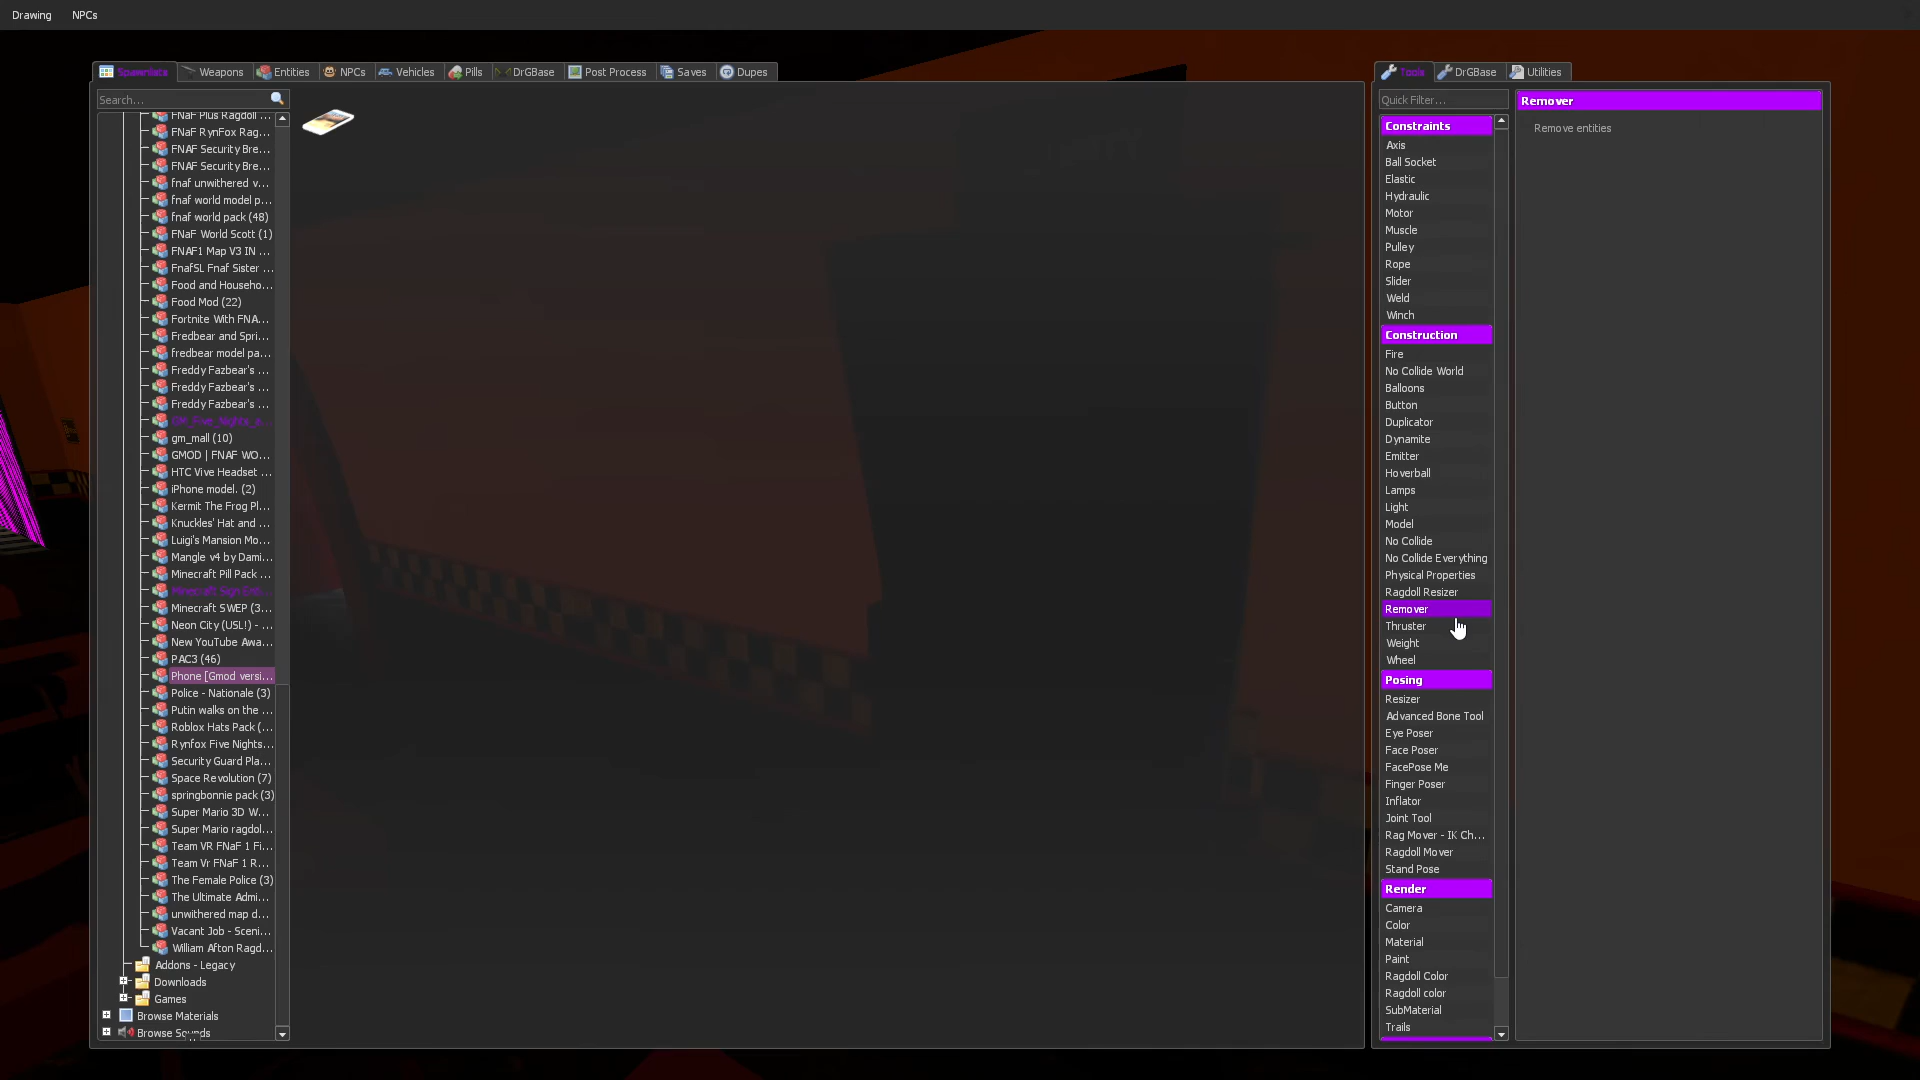 Drawing NPCs
Spawnlists Weapons Entities NPCs Vehicles Pills DrGBase Post Process Saves Dupes
Search...
FNaF Plus Ragdoll ...
FNaF RynFox Rag...
FNAF Security Bre...
FNAF Security Bre...
fnaf unwithered v...
fnaf world model p...
fnaf world pack (48)
FNaF World Scott (1)
FNAF1 Map V3 IN ...
FnafSL Fnaf Sister ...
Food and Househo...
Food Mod (22)
Fortnite With FNA...
Fredbear and Spri...
fredbear model pa...
Freddy Fazbear's ...
Freddy Fazbear's ...
Freddy Fazbear's ...
GM_Five_Nights_a...
gm_mall (10)
GMOD | FNAF WO...
HTC Vive Headset ...
iPhone model. (2)
Kermit The Frog Pl...
Knuckles' Hat and ...
Luigi's Mansion Mo...
Mangle v4 by Dami...
Minecraft Pill Pack ...
Minecraft Sign Enti...
Minecraft SWEP (3...
Neon City (USL!) - ...
New YouTube Awa...
PAC3 (46)
Phone [Gmod versi...
Police - Nationale (3)
Putin walks on the ...
Roblox Hats Pack (...
Rynfox Five Nights...
Security Guard Pla...
Space Revolution (7)
springbonnie pack (3)
Super Mario 3D W...
Super Mario ragdol...
Team VR FNaF 1 Fi...
Team Vr FNaF 1 R...
The Female Police (3)
The Ultimate Admi...
unwithered map d...
Vacant Job - Sceni...
William Afton Ragd...
Addons - Legacy
Downloads
Games
Browse Materials
Browse Sounds
Tools DrGBase Utilities
Quick Filter...
Constraints
Axis
Ball Socket
Elastic
Hydraulic
Motor
Muscle
Pulley
Rope
Slider
Weld
Winch
Construction
Fire
No Collide World
Balloons
Button
Duplicator
Dynamite
Emitter
Hoverball
Lamps
Light
Model
No Collide
No Collide Everything
Physical Properties
Ragdoll Resizer
Remover
Thruster
Weight
Wheel
Posing
Resizer
Advanced Bone Tool
Eye Poser
Face Poser
FacePose Me
Finger Poser
Inflator
Joint Tool
Rag Mover - IK Ch...
Ragdoll Mover
Stand Pose
Render
Camera
Color
Material
Paint
Ragdoll Color
Ragdoll color
SubMaterial
Trails
Remover
Remove entities